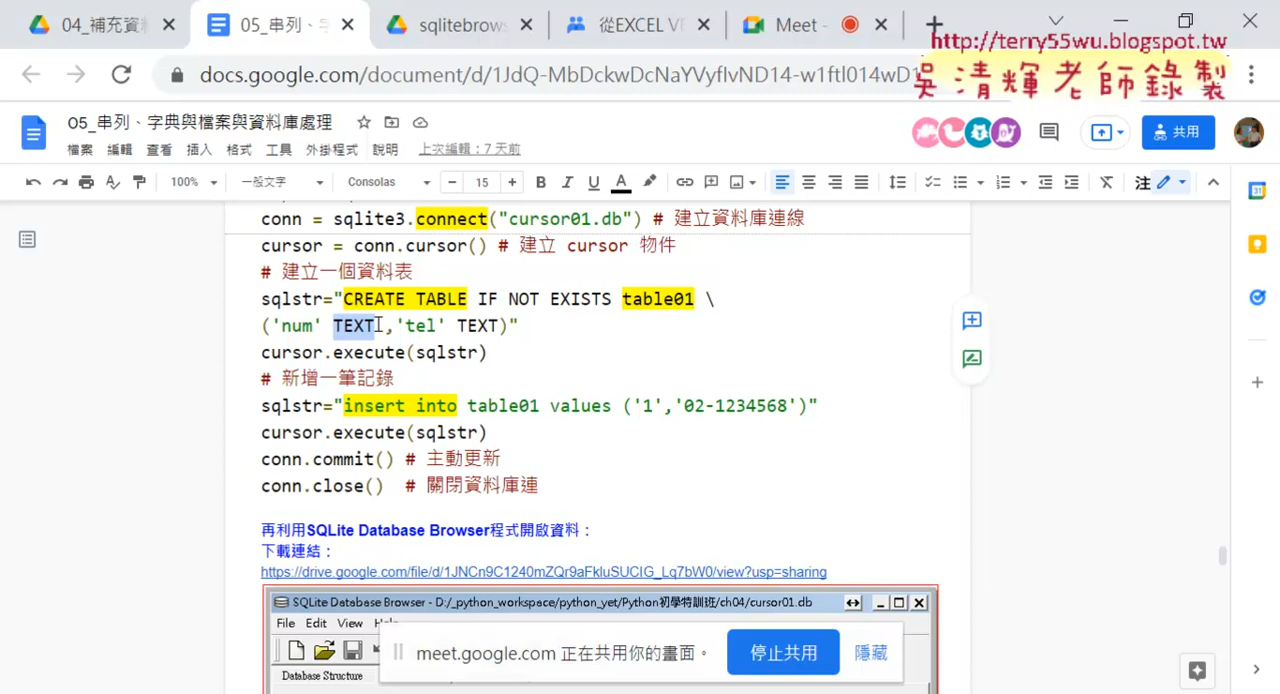 04_補充資
05_串列、字
sqlitebrows
從EXCEL VI
Meet -
http://terry55wu.blogspot.tw
吳清輝老師錄製
docs.google.com/document/d/1JdQ-MbDckwDcNaYVyfIvND14-w1ftl014wD1
05_串列、字典與檔案與資料庫處理
共用
檔案 編輯 查看 插入 格式 工具 外掛程式 說明 上次編輯：7 天前
100% 一般文字 Consolas 15 B I U A 注
conn = sqlite3.connect("cursor01.db") # 建立資料庫連線
cursor = conn.cursor() # 建立 cursor 物件
# 建立一個資料表
sqlstr="CREATE TABLE IF NOT EXISTS table01 \
('num' TEXT,'tel' TEXT)"
cursor.execute(sqlstr)
# 新增一筆記錄
sqlstr="insert into table01 values ('1','02-1234568')"
cursor.execute(sqlstr)
conn.commit() # 主動更新
conn.close() # 關閉資料庫連
再利用SQLite Database Browser程式開啟資料：
下載連結：
https://drive.google.com/file/d/1JNCn9C1240mZQr9aFkluSUCIG_Lq7bW0/view?usp=sharing
SQLite Database Browser - D:/_python_workspace/python_yet/Python初學特訓班/ch04/cursor01.db
File Edit View Help
meet.google.com 正在共用你的畫面。 停止共用 隱藏
Database Structure